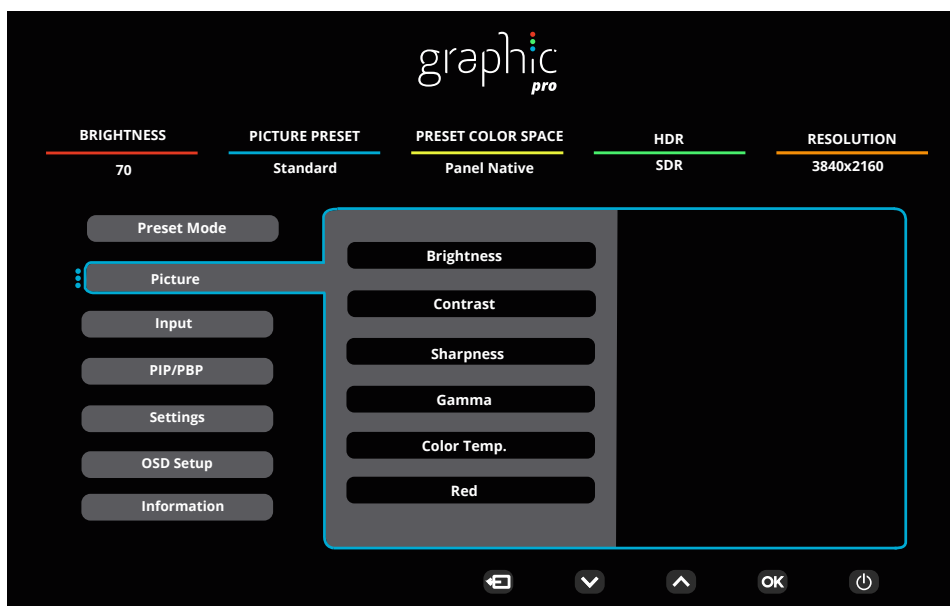 graphic
pro
BRIGHTNESS PICTURE PRESET PRESET COLOR SPACE HDR RESOLUTION
70 Standard Panel Native SDR 3840x2160
Preset Mode
Picture
Input
PIP/PBP
Settings
OSD Setup
Information
Brightness
Contrast
Sharpness
Gamma
Color Temp.
Red
OK